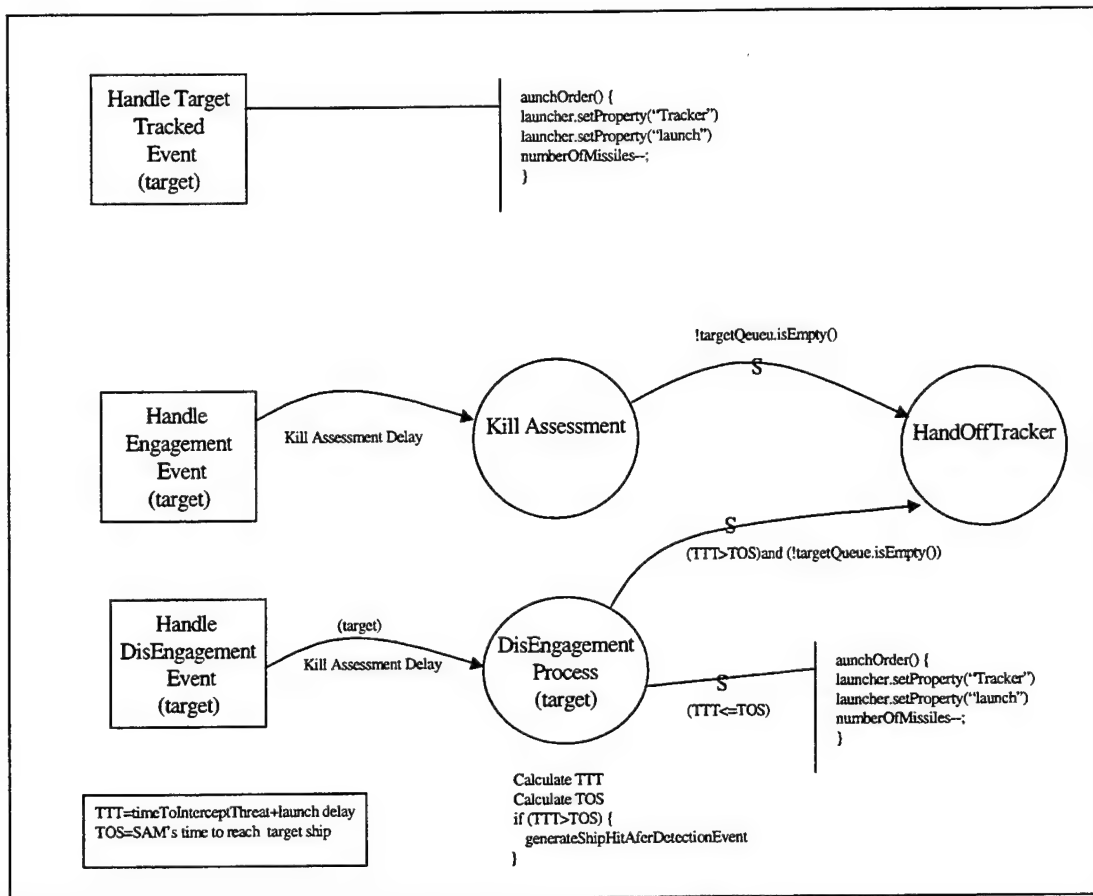 Handle Target
Tracked
Event
(target)
aunchOrder() {
launcher.setProperty("Tracker")
launcher.setProperty("launch")
numberOfMissiles--;
}
!targetQeueu.isEmpty()
S
Handle
Engagement
Event
(target)
Kill Assessment Delay
Kill Assessment
HandOffTracker
S
(TTT>TOS)and (!targetQueue.isEmpty())
Handle
DisEngagement
Event
(target)
(target)
Kill Assessment Delay
DisEngagement
Process
(target)
S
(TTT<=TOS)
aunchOrder() {
launcher.setProperty("Tracker")
launcher.setProperty("launch")
numberOfMissiles--;
}
Calculate TTT
Calculate TOS
if (TTT>TOS) {
generateShipHitAferDetectionEvent
}
TTT=timeToInterceptThreat+launch delay
TOS=SAM's time to reach target ship